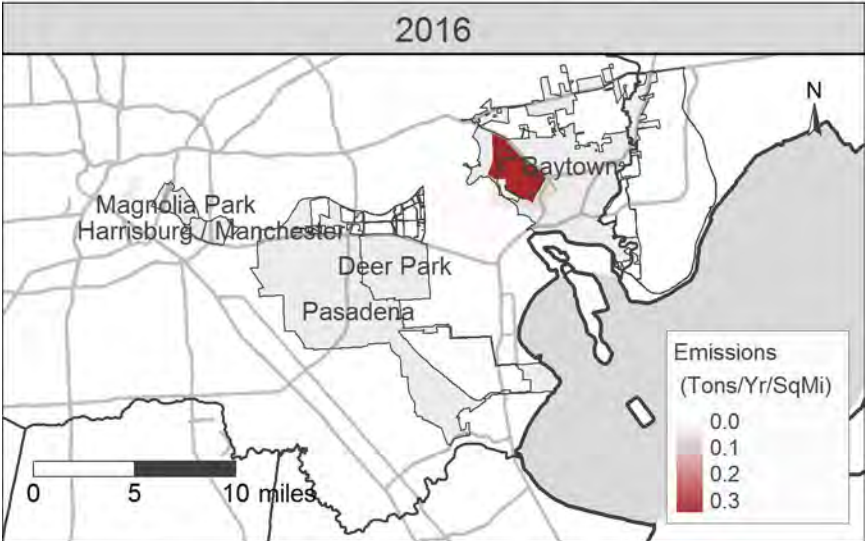 2016
N
Baytown
Magnolia Park
Harrisburg Manchester
Deer Park
Pasadena
Emissions
(Tons/Yr/SqMi)
0.0
0.1
0.2
0.3
0 5 10 miles